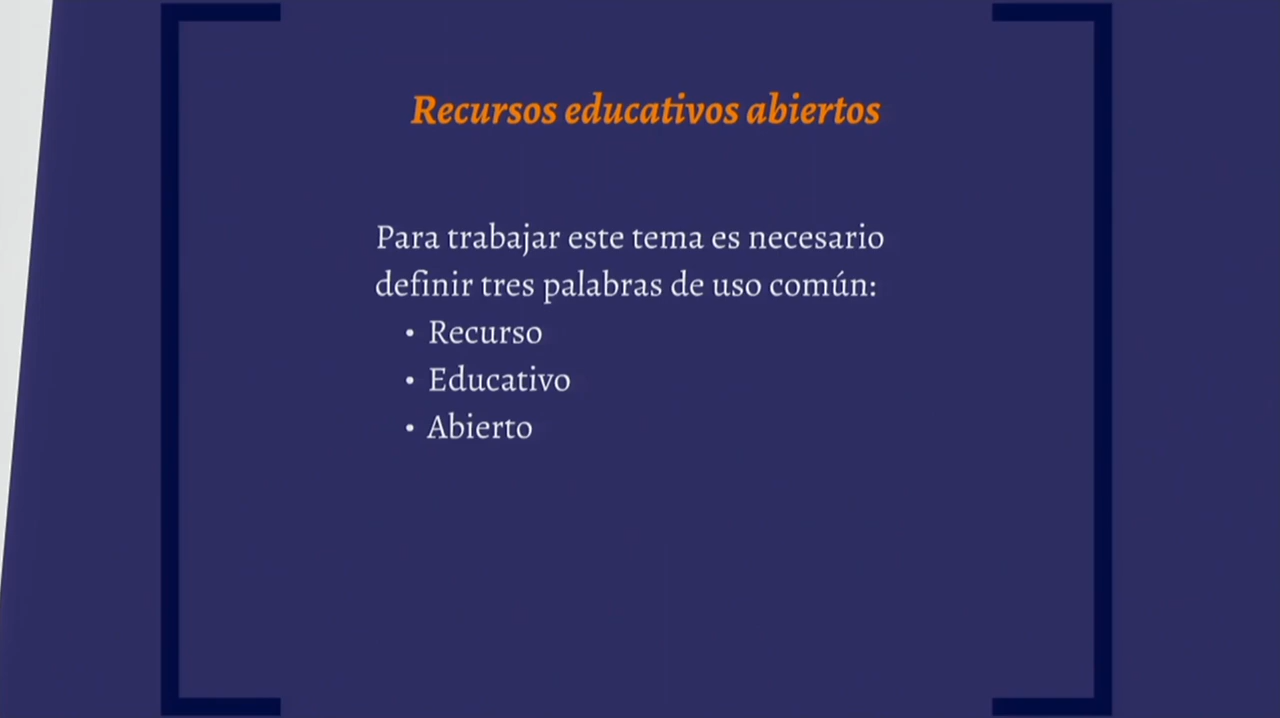 Recursos educativos abiertos
Para trabajar este tema es necesario
definir tres palabras de uso común:
• Recurso
• Educativo
• Abierto